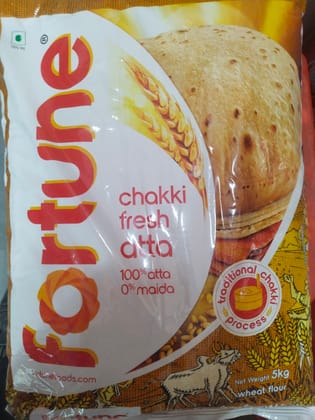 fortune®
chakki
fresh
atta
100% atta
0% maida
traditional chakki
process
Net Weight 5kg
wheat flour